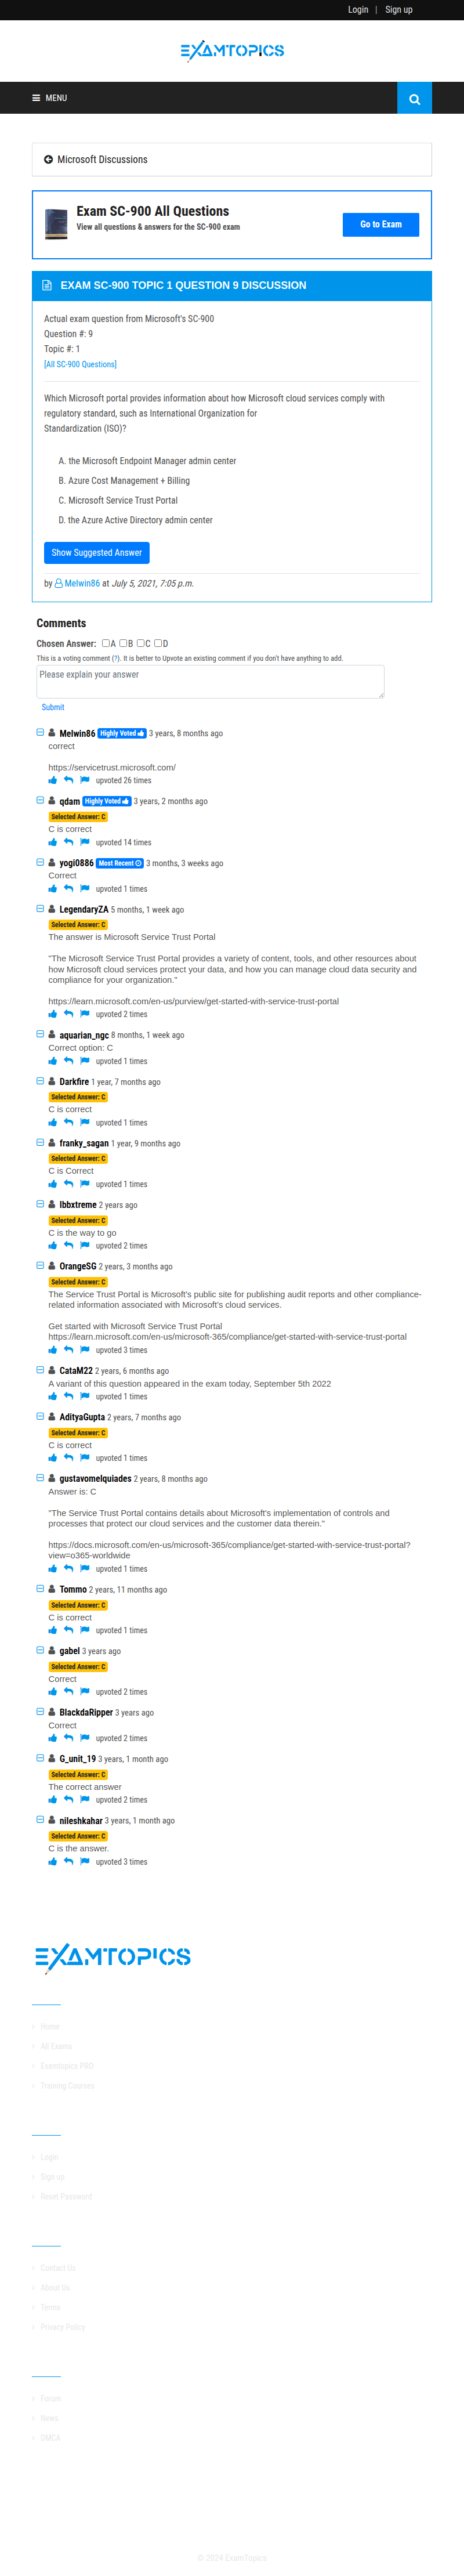 Login | Sign up
EXAMTOPICS
MENU
Microsoft Discussions
Exam SC-900 All Questions
View all questions & answers for the SC-900 exam
Go to Exam
EXAM SC-900 TOPIC 1 QUESTION 9 DISCUSSION
Actual exam question from Microsoft's SC-900
Question #: 9
Topic #: 1
[All SC-900 Questions]
Which Microsoft portal provides information about how Microsoft cloud services comply with
regulatory standard, such as International Organization for
Standardization (ISO)?
A. the Microsoft Endpoint Manager admin center
B. Azure Cost Management + Billing
C. Microsoft Service Trust Portal
D. the Azure Active Directory admin center
Show Suggested Answer
by Melwin86 at July 5, 2021, 7:05 p.m.
Comments
Chosen Answer: A B C D
This is a voting comment (?). It is better to Upvote an existing comment if you don't have anything to add.
Please explain your answer
Submit
Melwin86 Highly Voted 3 years, 8 months ago
correct
https://servicetrust.microsoft.com/
upvoted 26 times
qdam Highly Voted 3 years, 2 months ago
Selected Answer: C
C is correct
upvoted 14 times
yogi0886 Most Recent 3 months, 3 weeks ago
Correct
upvoted 1 times
LegendaryZA 5 months, 1 week ago
Selected Answer: C
The answer is Microsoft Service Trust Portal
"The Microsoft Service Trust Portal provides a variety of content, tools, and other resources about
how Microsoft cloud services protect your data, and how you can manage cloud data security and
compliance for your organization."
https://learn.microsoft.com/en-us/purview/get-started-with-service-trust-portal
upvoted 2 times
aquarian_ngc 8 months, 1 week ago
Correct option: C
upvoted 1 times
Darkfire 1 year, 7 months ago
Selected Answer: C
C is correct
upvoted 1 times
franky_sagan 1 year, 9 months ago
Selected Answer: C
C is Correct
upvoted 1 times
Ibbxtreme 2 years ago
Selected Answer: C
C is the way to go
upvoted 2 times
OrangeSG 2 years, 3 months ago
Selected Answer: C
The Service Trust Portal is Microsoft's public site for publishing audit reports and other compliance-
related information associated with Microsoft's cloud services.
Get started with Microsoft Service Trust Portal
https://learn.microsoft.com/en-us/microsoft-365/compliance/get-started-with-service-trust-portal
upvoted 3 times
CataM22 2 years, 6 months ago
A variant of this question appeared in the exam today, September 5th 2022
upvoted 1 times
AdityaGupta 2 years, 7 months ago
Selected Answer: C
C is correct
upvoted 1 times
gustavomelquiades 2 years, 8 months ago
Answer is: C
"The Service Trust Portal contains details about Microsoft's implementation of controls and
processes that protect our cloud services and the customer data therein."
https://docs.microsoft.com/en-us/microsoft-365/compliance/get-started-with-service-trust-portal?
view=o365-worldwide
upvoted 1 times
Tommo 2 years, 11 months ago
Selected Answer: C
C is correct
upvoted 1 times
gabel 3 years ago
Selected Answer: C
Correct
upvoted 2 times
BlackdaRipper 3 years ago
Correct
upvoted 2 times
G_unit_19 3 years, 1 month ago
Selected Answer: C
The correct answer
upvoted 2 times
nileshkahar 3 years, 1 month ago
Selected Answer: C
C is the answer.
upvoted 3 times
EXAMTOPICS
Home
All Exams
Examtopics PRO
Training Courses
Login
Sign up
Reset Password
Contact Us
About Us
Terms
Privacy Policy
Forum
News
DMCA
© 2024 ExamTopics